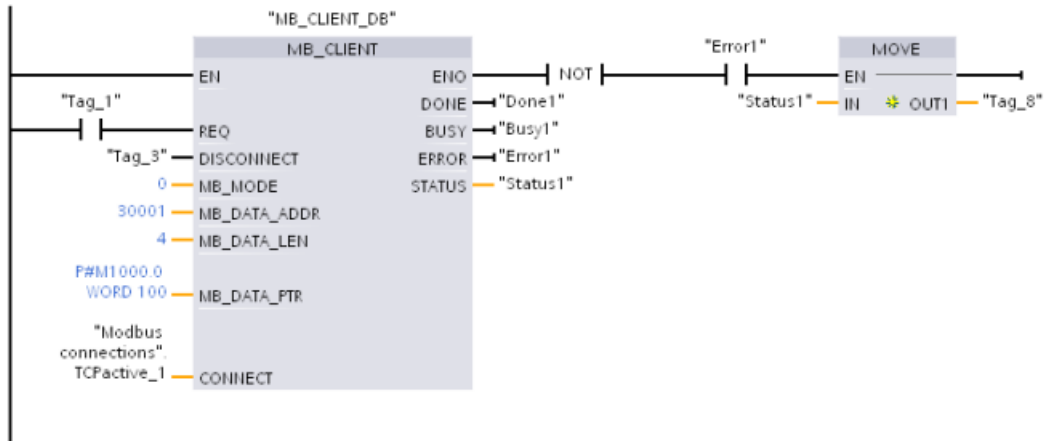 "MB_CLIENT_DB"
MB_CLIENT
"Error1"
MOVE
EN
ENO
NOT
EN
"Tag_1"
DONE
"Done1"
"Status1"
IN
OUT1
"Tag_8"
REQ
BUSY
"Busy1"
"Tag_3"
DISCONNECT
ERROR
"Error1"
0
MB_MODE
STATUS
"Status1"
30001
MB_DATA_ADDR
4
MB_DATA_LEN
P#M1000.0
WORD 100
MB_DATA_PTR
"Modbus
connections".
TCPactive_1
CONNECT